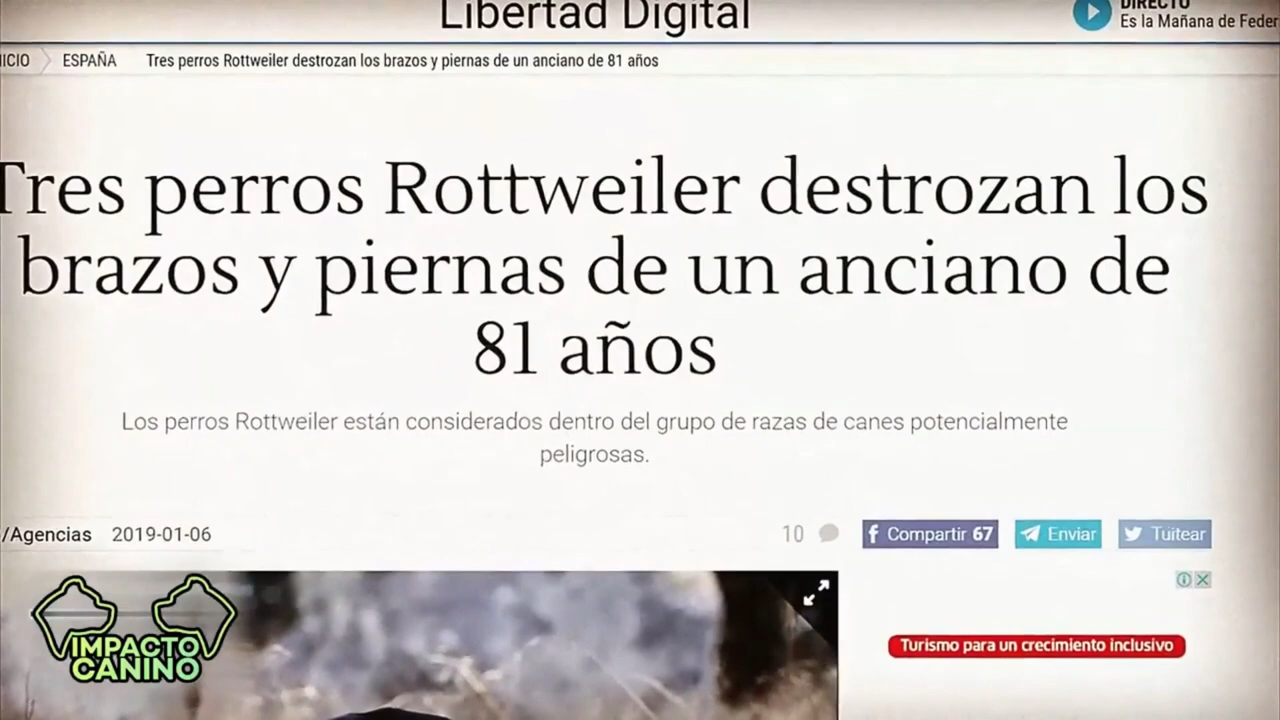 Libertad Digital
DIRECTO
Es la Mañana de Feder
ICIO
ESPAÑA
Tres perros Rottweiler destrozan los brazos y piernas de un anciano de 81 años
Tres perros Rottweiler destrozan los
brazos y piernas de un anciano de
81 años
Los perros Rottweiler están considerados dentro del grupo de razas de canes potencialmente
peligrosas.
/Agencias 2019-01-06
10
Compartir 67
Enviar
Tuitear
Turismo para un crecimiento inclusivo
IMPACTO
CANINO